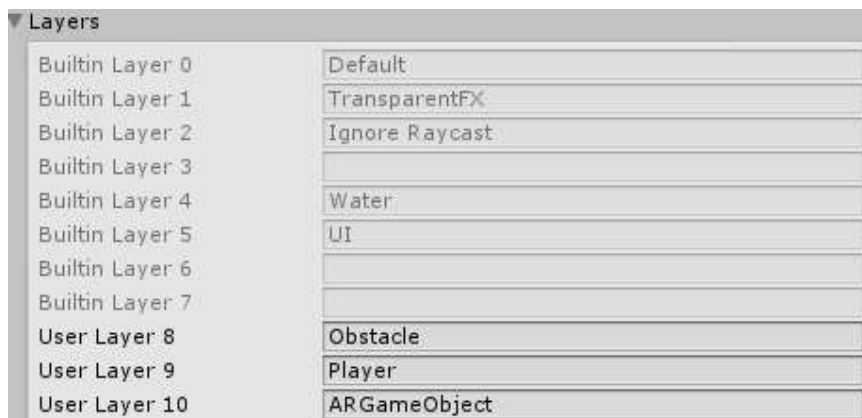 Layers
Builtin Layer 0 Default
Builtin Layer 1 TransparentFX
Builtin Layer 2 Ignore Raycast
Builtin Layer 3
Builtin Layer 4 Water
Builtin Layer 5 UI
Builtin Layer 6
Builtin Layer 7
User Layer 8 Obstacle
User Layer 9 Player
User Layer 10 ARGameObject